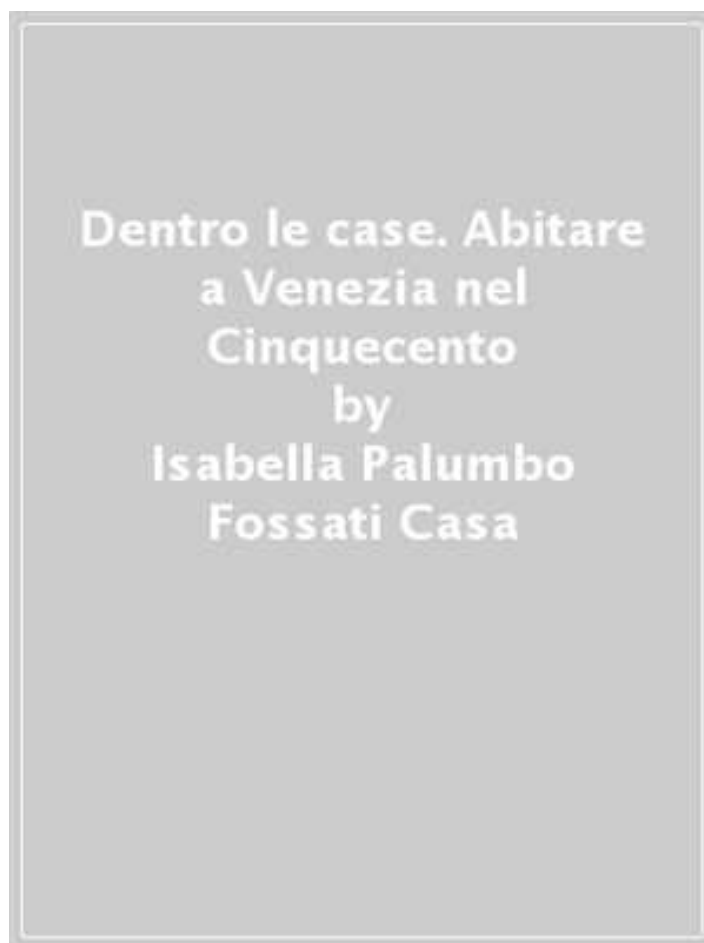 Dentro le case. Abitare
a Venezia nel
Cinquecento
by
Isabella Palumbo
Fossati Casa